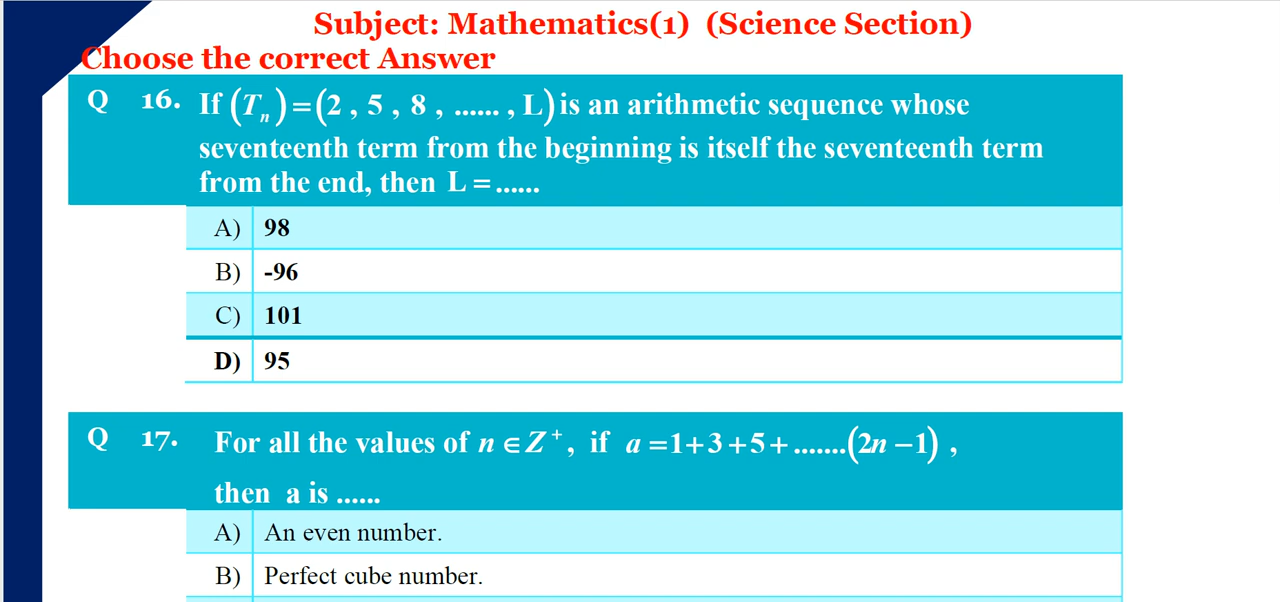 Subject: Mathematics(1) (Science Section)
Choose the correct Answer
Q 16. If (Tₙ)=(2 , 5 , 8 , ...... , L) is an arithmetic sequence whose
seventeenth term from the beginning is itself the seventeenth term
from the end, then L = ......
A) 98
B) -96
C) 101
D) 95
Q 17. For all the values of n ∈ Z⁺, if a =1+3+5+.......(2n −1) ,
then a is ......
A) An even number.
B) Perfect cube number.